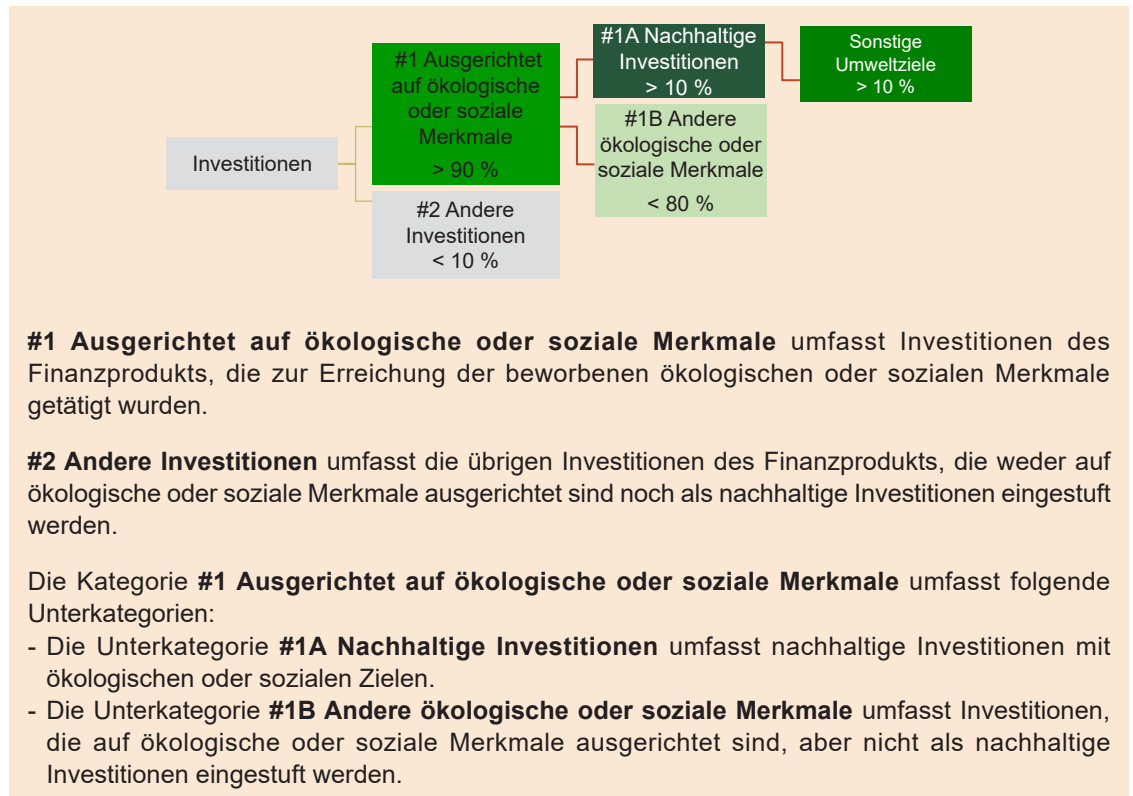 Investitionen
#1 Ausgerichtet
auf ökologische
oder soziale
Merkmale
> 90 %
#2 Andere
Investitionen
< 10 %
#1A Nachhaltige
Investitionen
> 10 %
#1B Andere
ökologische oder
soziale Merkmale
< 80 %
Sonstige
Umweltziele
> 10 %
#1 Ausgerichtet auf ökologische oder soziale Merkmale umfasst Investitionen des
Finanzprodukts, die zur Erreichung der beworbenen ökologischen oder sozialen Merkmale
getätigt wurden.
#2 Andere Investitionen umfasst die übrigen Investitionen des Finanzprodukts, die weder auf
ökologische oder soziale Merkmale ausgerichtet sind noch als nachhaltige Investitionen eingestuft
werden.
Die Kategorie #1 Ausgerichtet auf ökologische oder soziale Merkmale umfasst folgende
Unterkategorien:
- Die Unterkategorie #1A Nachhaltige Investitionen umfasst nachhaltige Investitionen mit
ökologischen oder sozialen Zielen.
- Die Unterkategorie #1B Andere ökologische oder soziale Merkmale umfasst Investitionen,
die auf ökologische oder soziale Merkmale ausgerichtet sind, aber nicht als nachhaltige
Investitionen eingestuft werden.